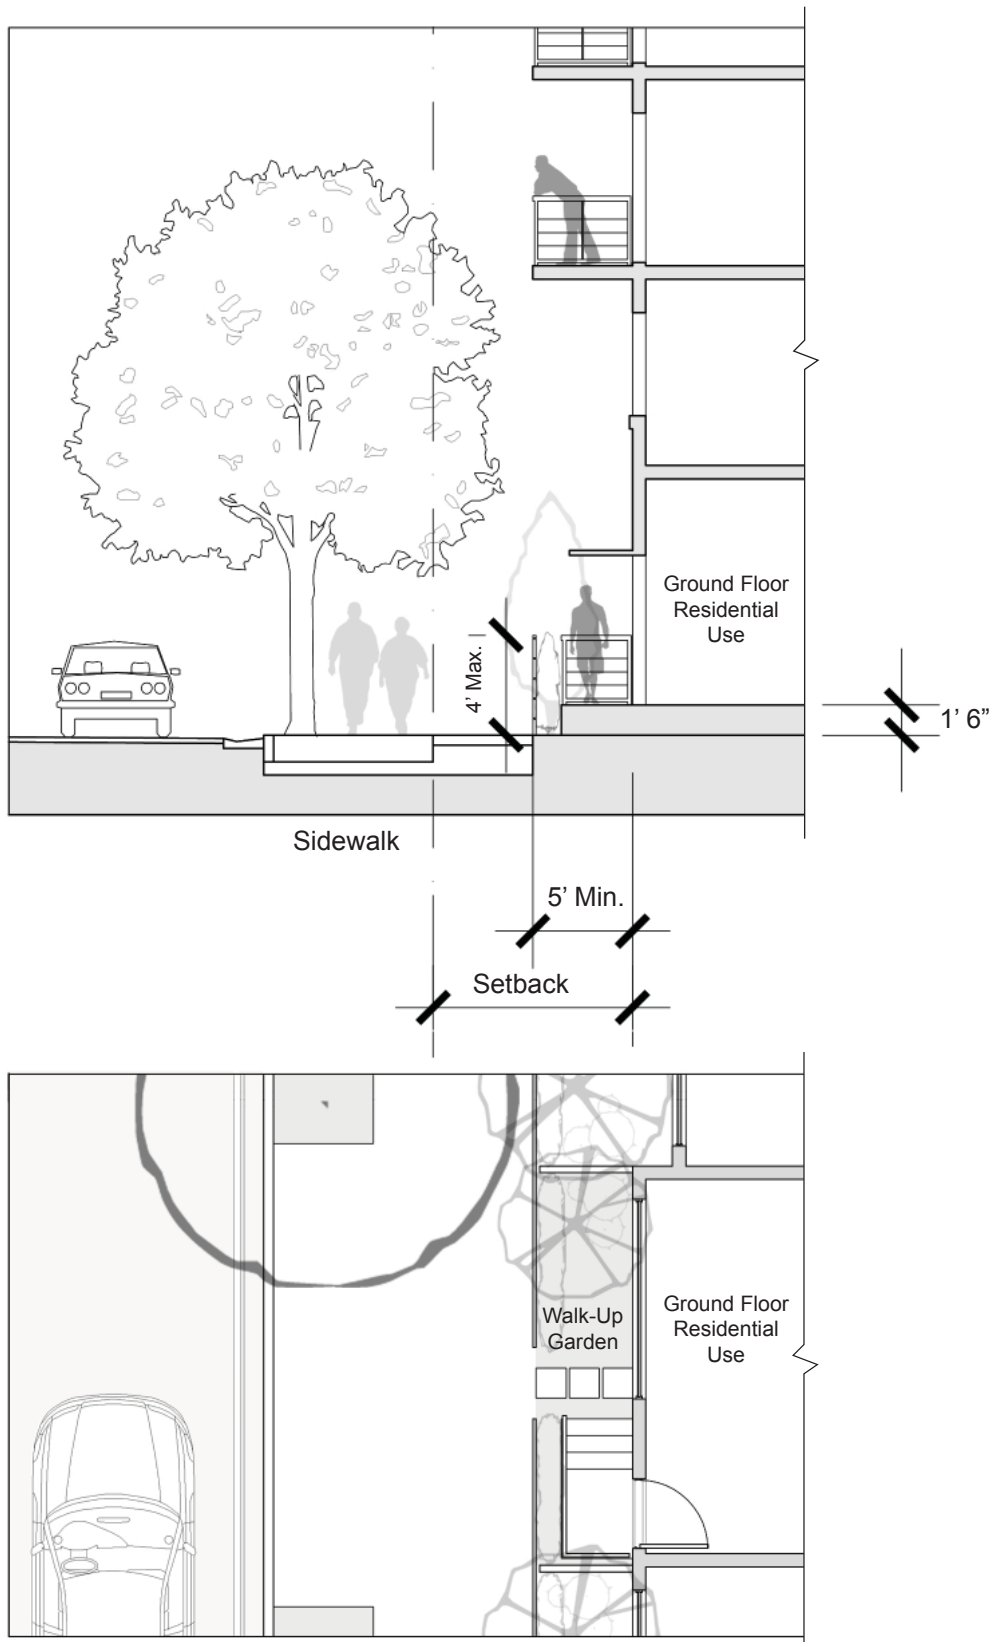 Ground Floor
Residential
Use
4’ Max.
1’ 6”
Sidewalk
5’ Min.
Setback
Walk-Up
Garden
Ground Floor
Residential
Use